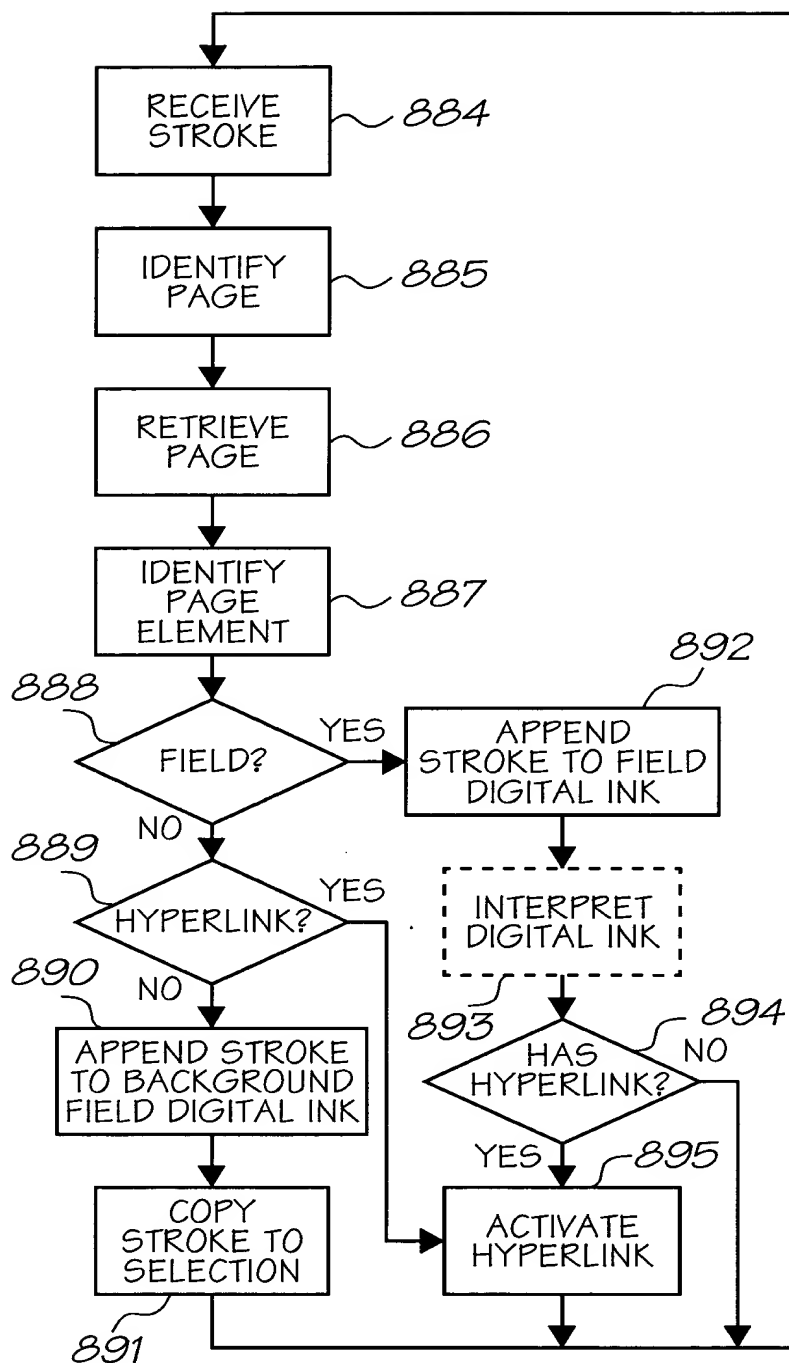 RECEIVE
STROKE
884
IDENTIFY
PAGE
885
RETRIEVE
PAGE
886
IDENTIFY
PAGE
ELEMENT
887
888
FIELD?
YES
NO
892
APPEND
STROKE TO FIELD
DIGITAL INK
889
HYPERLINK?
YES
NO
INTERPRET
DIGITAL INK
893
890
APPEND STROKE
TO BACKGROUND
FIELD DIGITAL INK
894
HAS
HYPERLINK?
NO
YES
895
COPY
STROKE TO
SELECTION
891
ACTIVATE
HYPERLINK